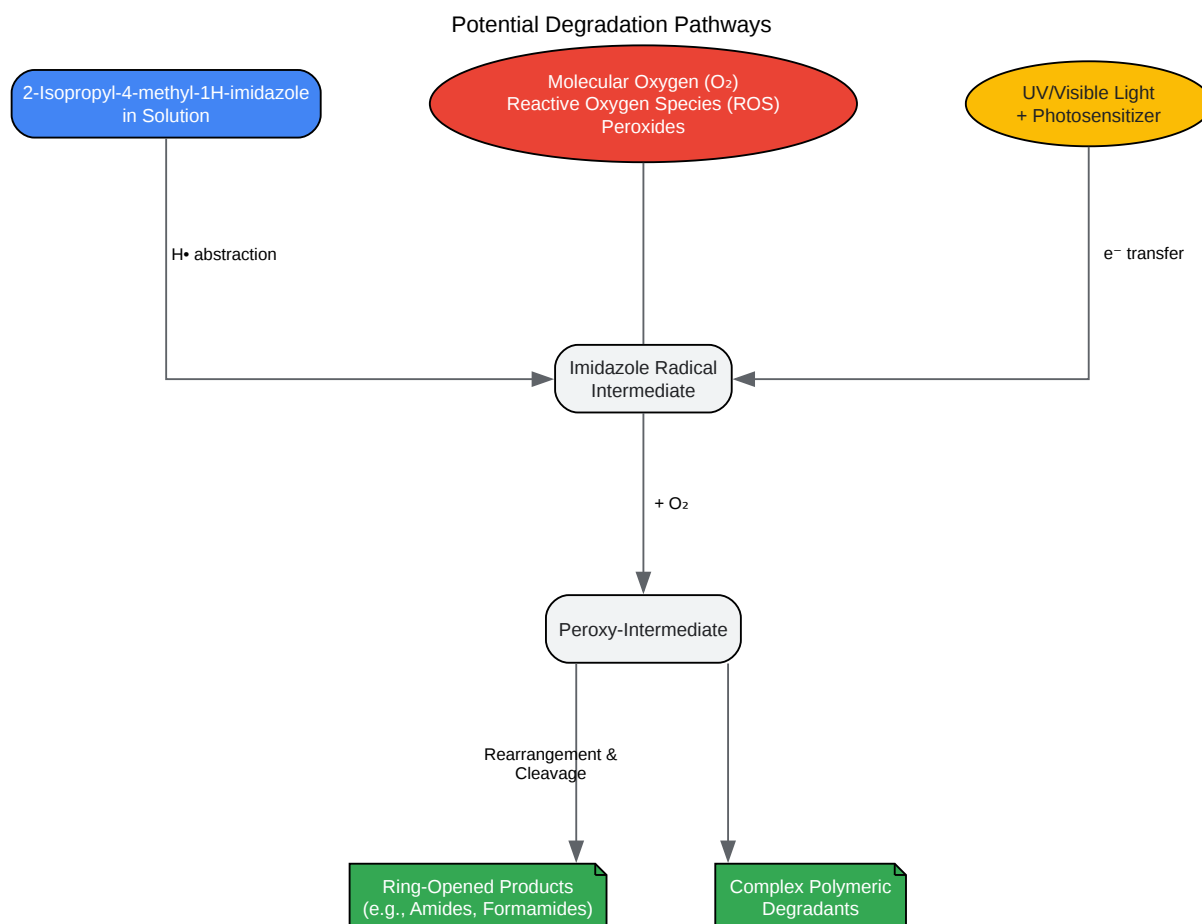 Potential Degradation Pathways
2-Isopropyl-4-methyl-1H-imidazole
in Solution
Molecular Oxygen (O₂)
Reactive Oxygen Species (ROS)
Peroxides
UV/Visible Light
+ Photosensitizer
H• abstraction
e⁻ transfer
Imidazole Radical
Intermediate
+ O₂
Peroxy-Intermediate
Rearrangement &
Cleavage
Ring-Opened Products
(e.g., Amides, Formamides)
Complex Polymeric
Degradants